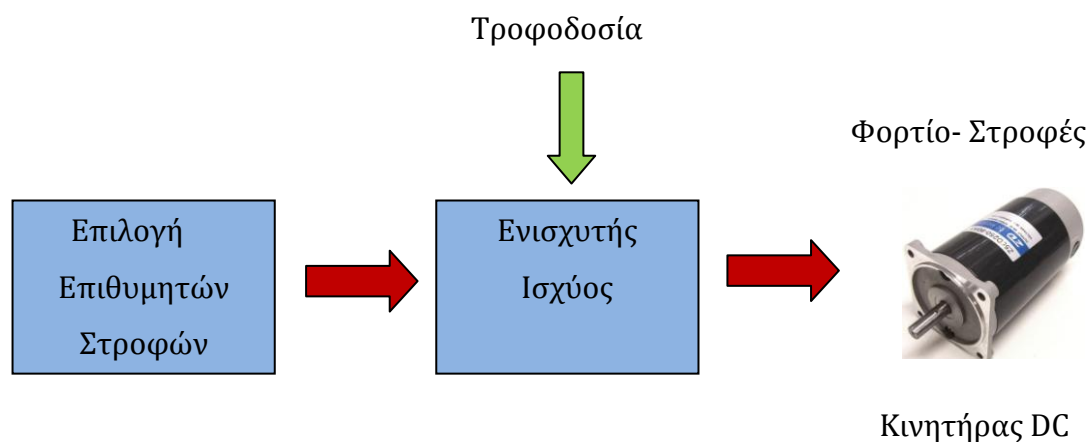 Τροφοδοσία
Φορτίο- Στροφές
Επιλογή
Επιθυμητών
Στροφών
Ενισχυτής
Ισχύος
Κινητήρας DC